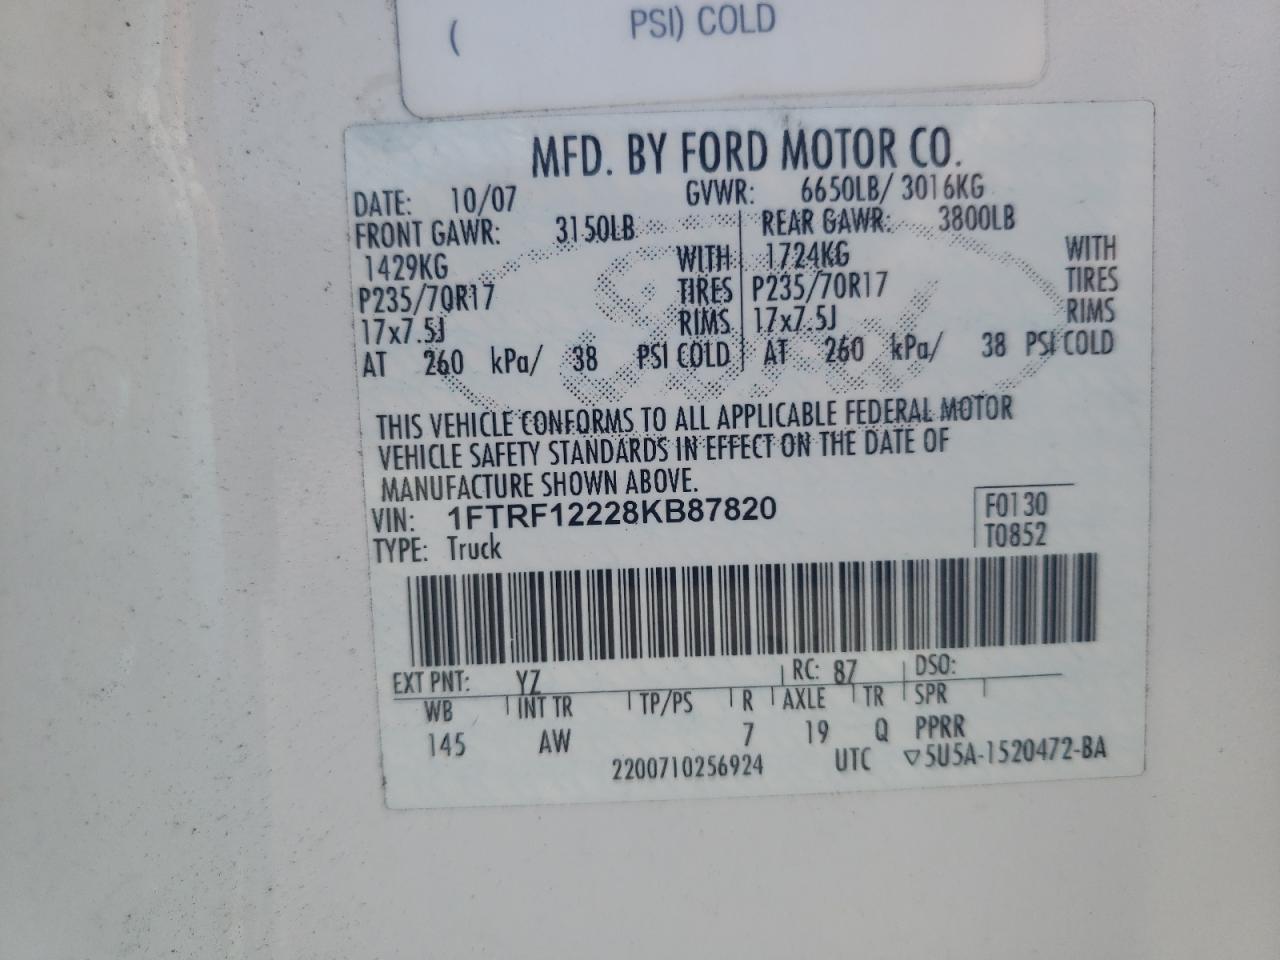 ( PSI) COLD
MFD. BY FORD MOTOR CO.
DATE: 10/07 GVWR: 6650LB/ 3016KG
FRONT GAWR: 3150LB REAR GAWR: 3800LB
1429KG WITH 1724KG WITH
P235/70R17 TIRES P235/70R17 TIRES
17x7.5J RIMS 17x7.5J RIMS
AT 260 kPa/ 38 PSI COLD AT 260 kPa/ 38 PSI COLD
THIS VEHICLE CONFORMS TO ALL APPLICABLE FEDERAL MOTOR
VEHICLE SAFETY STANDARDS IN EFFECT ON THE DATE OF
MANUFACTURE SHOWN ABOVE.
VIN: 1FTRF12228KB87820 F0130
TYPE: Truck T0852
EXT PNT: YZ RC: 87 DSO:
WB INT TR TP/PS R AXLE TR SPR
145 AW 7 19 Q PPRR
2200710256924 UTC ▽5U5A-1520472-BA